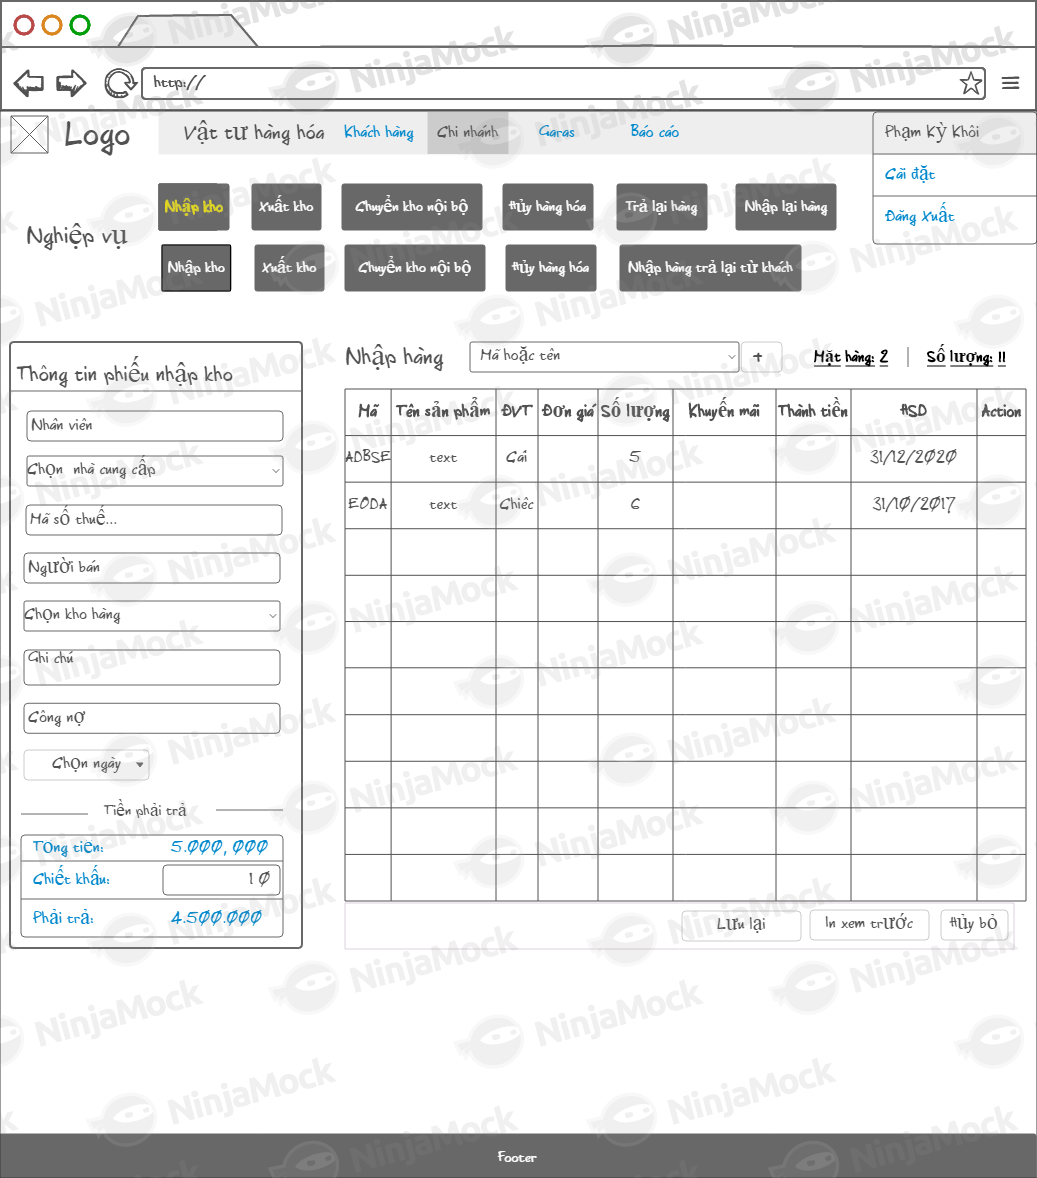 http://
Logo
Vật tư hàng hóa
Khách hàng
Chi nhánh
Garas
Báo cáo
Phạm Kỳ Khôi
Cài đặt
Đăng Xuất
Nghiệp vụ
Nhập kho
Xuất kho
Chuyển kho nội bộ
Hủy hàng hóa
Trả lại hàng
Nhập lại hàng
Nhập kho
Xuất kho
Chuyển kho nội bộ
Hủy hàng hóa
Nhập hàng trả lại từ khách
Thông tin phiếu nhập kho
Nhân viên
Chọn nhà cung cấp
Mã số thuế...
Người bán
Chọn kho hàng
Ghi chú
Công nợ
Chọn ngày
Tiền phải trả
Tổng tiền: 5.000,000
Chiết khấu: 10
Phải trả: 4.500.000
Nhập hàng
Mã hoặc tên
+
Mặt hàng: 2 | Số lượng: 11
Mã Tên sản phẩm ĐVT Đơn giá Số lượng Khuyến mãi Thành tiền HSD Action
ADBSE text Cái 5 31/12/2020
EODA text Chiếc 6 31/10/2017
Lưu lại
In xem trước
Hủy bỏ
Footer
NinjaMock